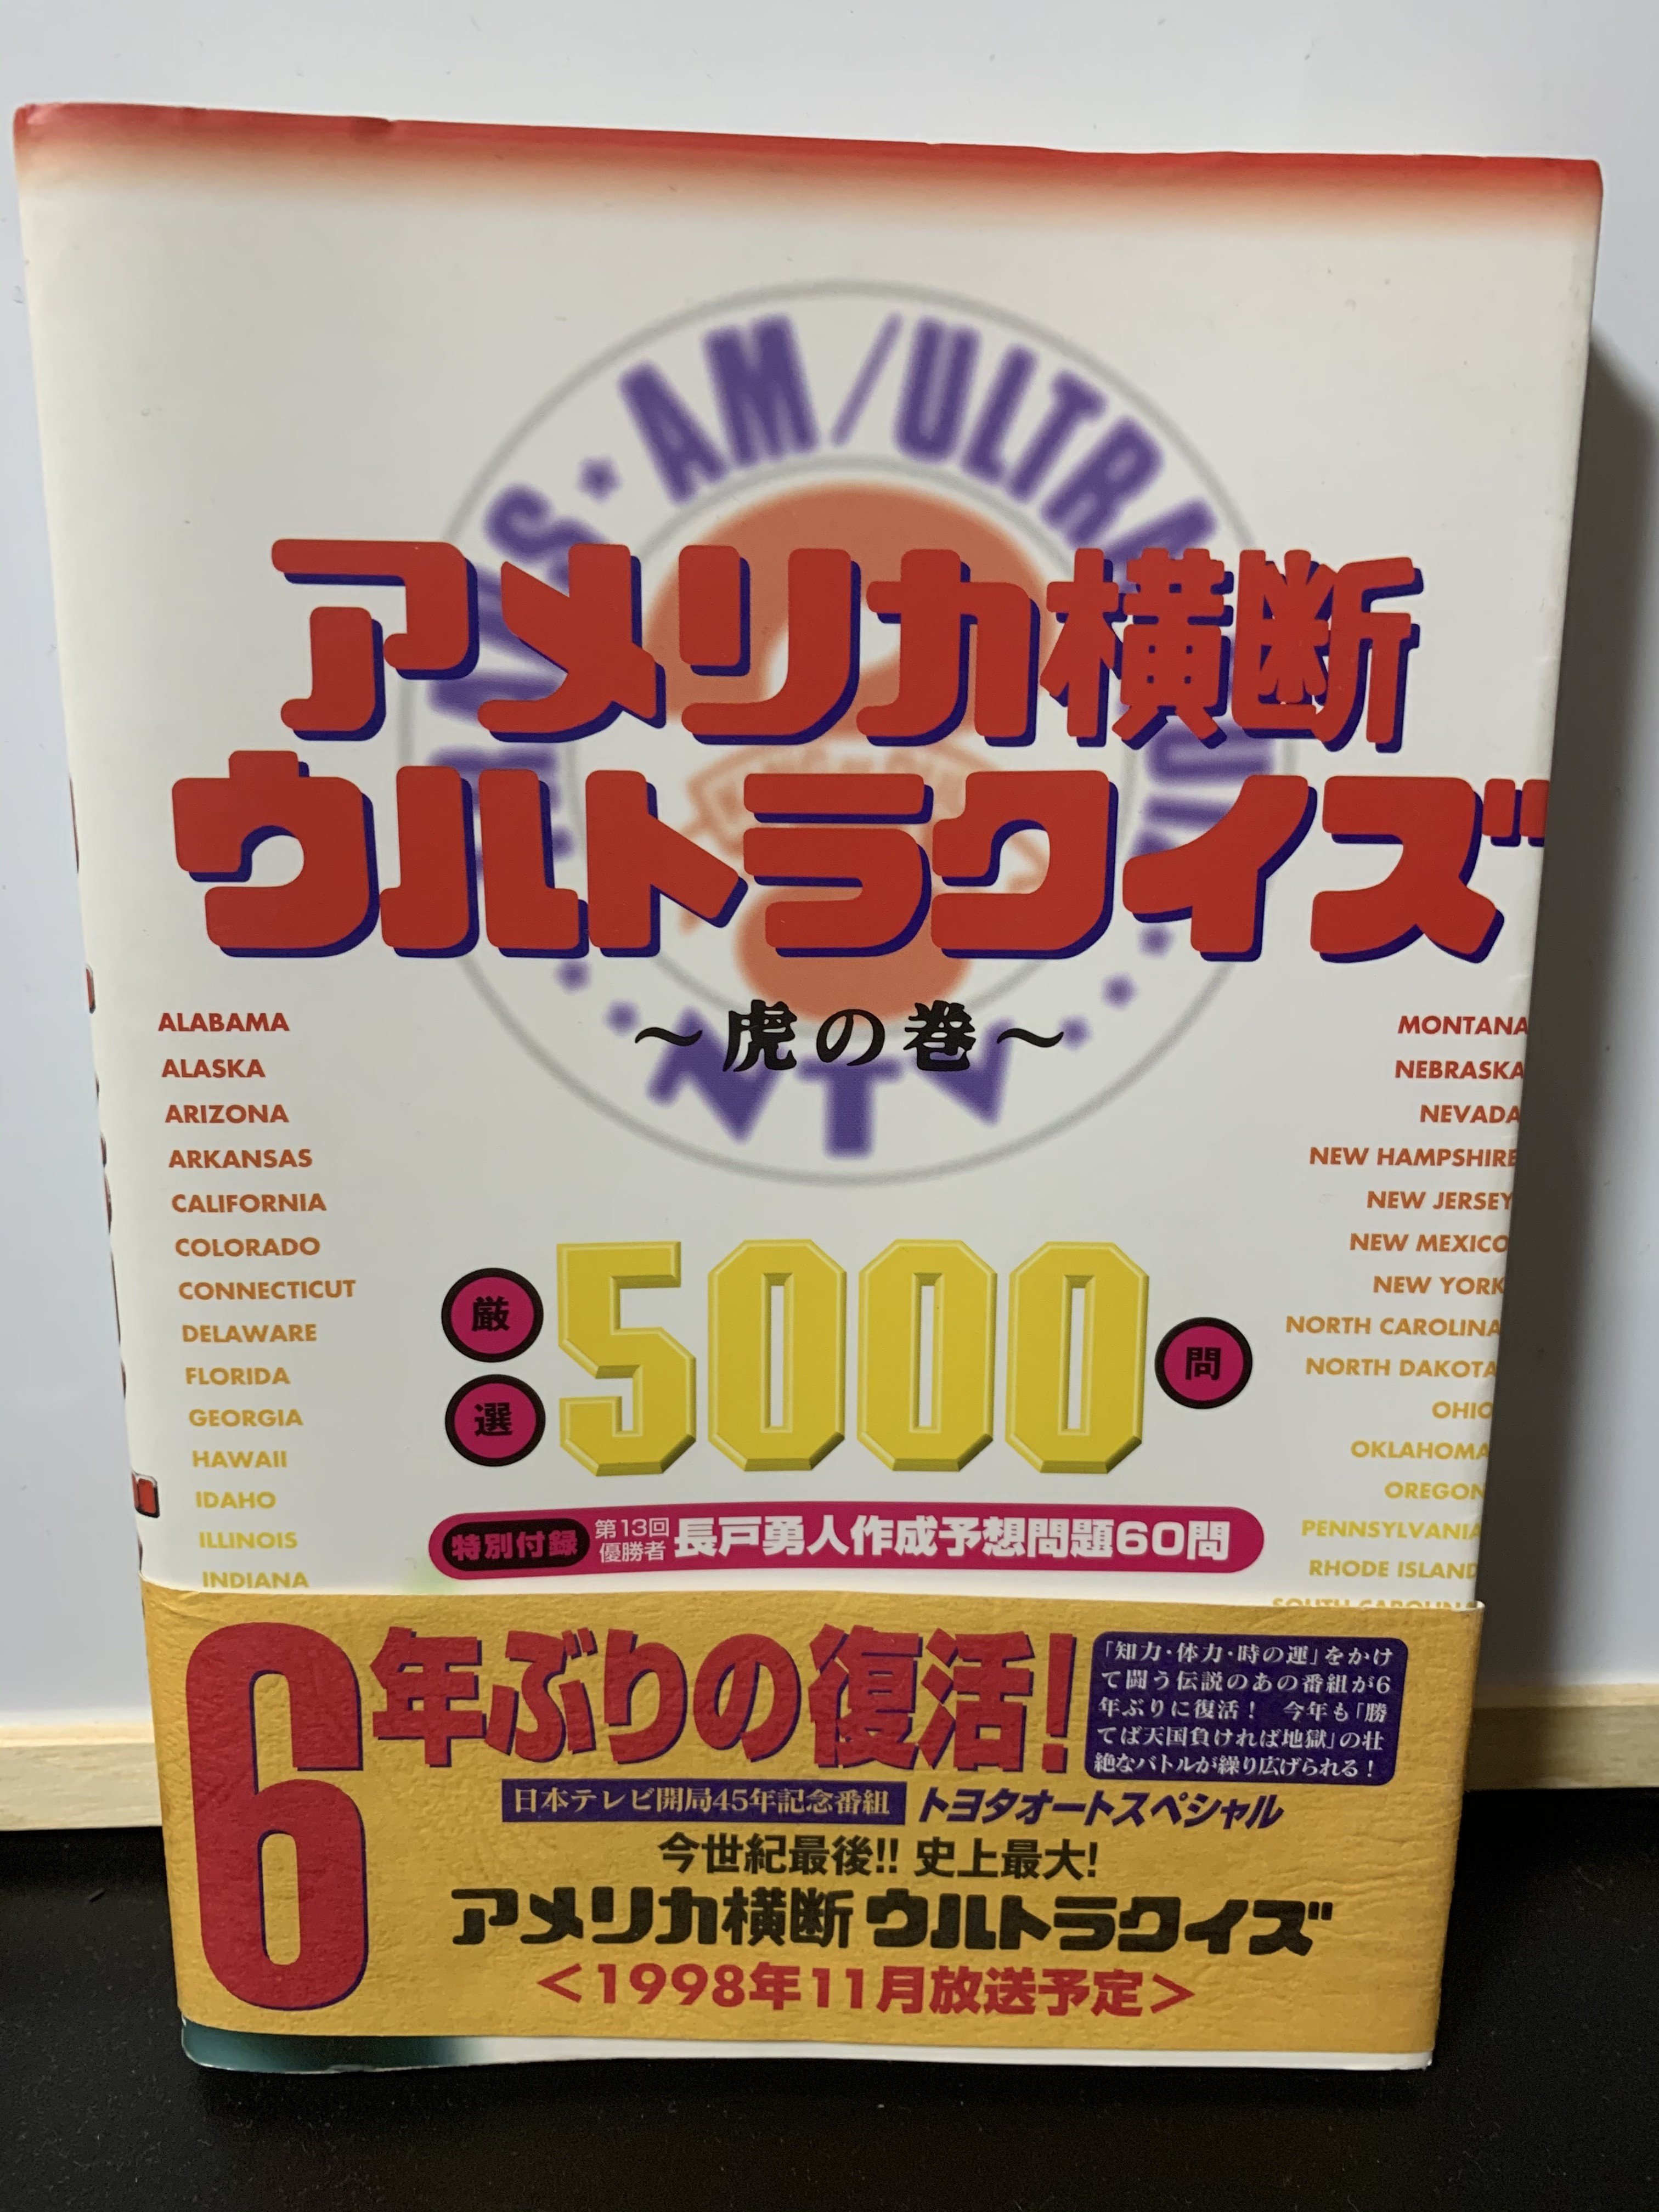 アメリカ横断
ウルトラクイズ
〜虎の巻〜
AM/ULTRA
NTV
ALABAMA
ALASKA
ARIZONA
ARKANSAS
CALIFORNIA
COLORADO
CONNECTICUT
DELAWARE
FLORIDA
GEORGIA
HAWAII
IDAHO
ILLINOIS
INDIANA
MONTANA
NEBRASKA
NEVADA
NEW HAMPSHIRE
NEW JERSEY
NEW MEXICO
NEW YORK
NORTH CAROLINA
NORTH DAKOTA
OHIO
OKLAHOMA
OREGON
PENNSYLVANIA
RHODE ISLAND
SOUTH CAROLINA
厳選5000問
特別付録 第13回優勝者 長戸勇人作成予想問題60問
6年ぶりの復活!
「知力・体力・時の運」をかけ
て闘う伝説のあの番組が6
年ぶりに復活! 今年も「勝
てば天国負ければ地獄」の壮
絶なバトルが繰り広げられる!
日本テレビ開局45年記念番組 トヨタオートスペシャル
今世紀最後!! 史上最大!
アメリカ横断 ウルトラクイズ
<1998年11月放送予定>